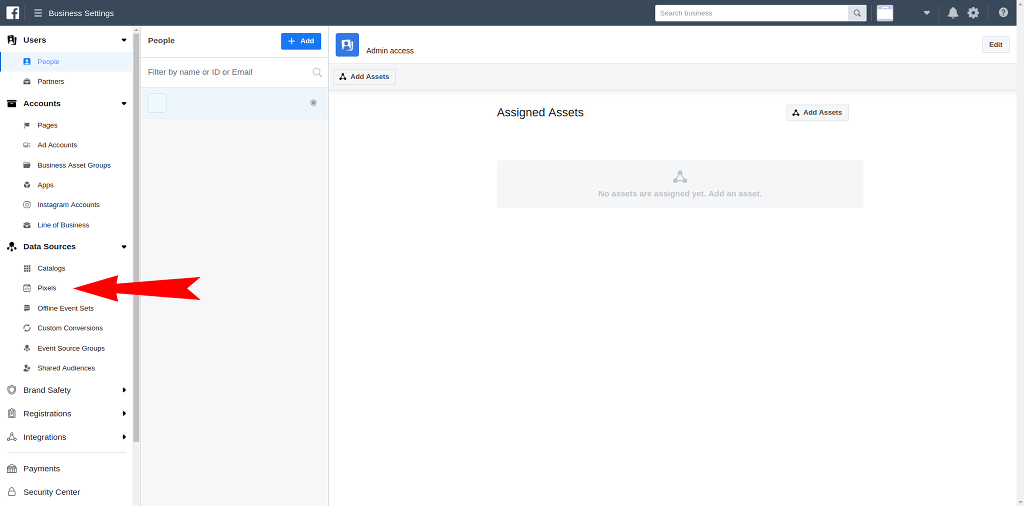 Business Settings
Search business
Users
People
Partners
Accounts
Pages
Ad Accounts
Business Asset Groups
Apps
Instagram Accounts
Line of Business
Data Sources
Catalogs
Pixels
Offline Event Sets
Custom Conversions
Event Source Groups
Shared Audiences
Brand Safety
Registrations
Integrations
Payments
Security Center
People
+ Add
Filter by name or ID or Email
Admin access
Edit
Add Assets
Assigned Assets
Add Assets
No assets are assigned yet. Add an asset.